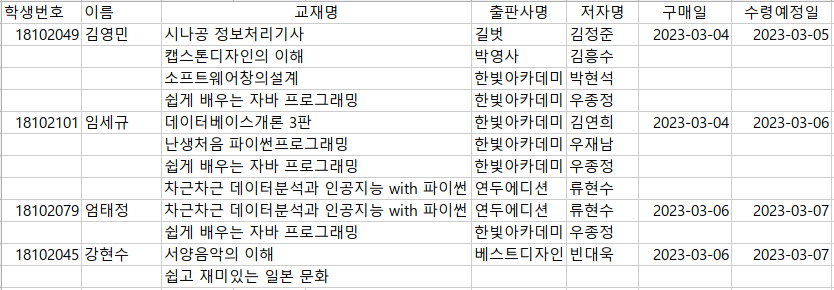 학생번호 이름 교재명 출판사명 저자명 구매일 수령예정일
18102049 김영민 시나공 정보처리기사 길벗 김정준 2023-03-04 2023-03-05
캡스톤디자인의 이해 박영사 김흥수
소프트웨어창의설계 한빛아카데미 박현석
쉽게 배우는 자바 프로그래밍 한빛아카데미 우종정
18102101 임세규 데이터베이스개론 3판 한빛아카데미 김연희 2023-03-04 2023-03-06
난생처음 파이썬프로그래밍 한빛아카데미 우재남
쉽게 배우는 자바 프로그래밍 한빛아카데미 우종정
차근차근 데이터분석과 인공지능 with 파이썬 연두에디션 류현수
18102079 엄태정 차근차근 데이터분석과 인공지능 with 파이썬 연두에디션 류현수 2023-03-06 2023-03-07
쉽게 배우는 자바 프로그래밍 한빛아카데미 우종정
18102045 강현수 서양음악의 이해 베스트디자인 빈대욱 2023-03-06 2023-03-07
쉽고 재미있는 일본 문화